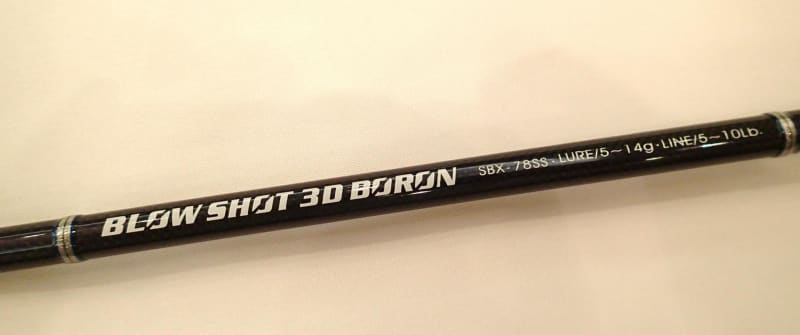 BLOW SHOT 3D BORON SBX-78SS・LURE/5～14g・LINE/5～10Lb.